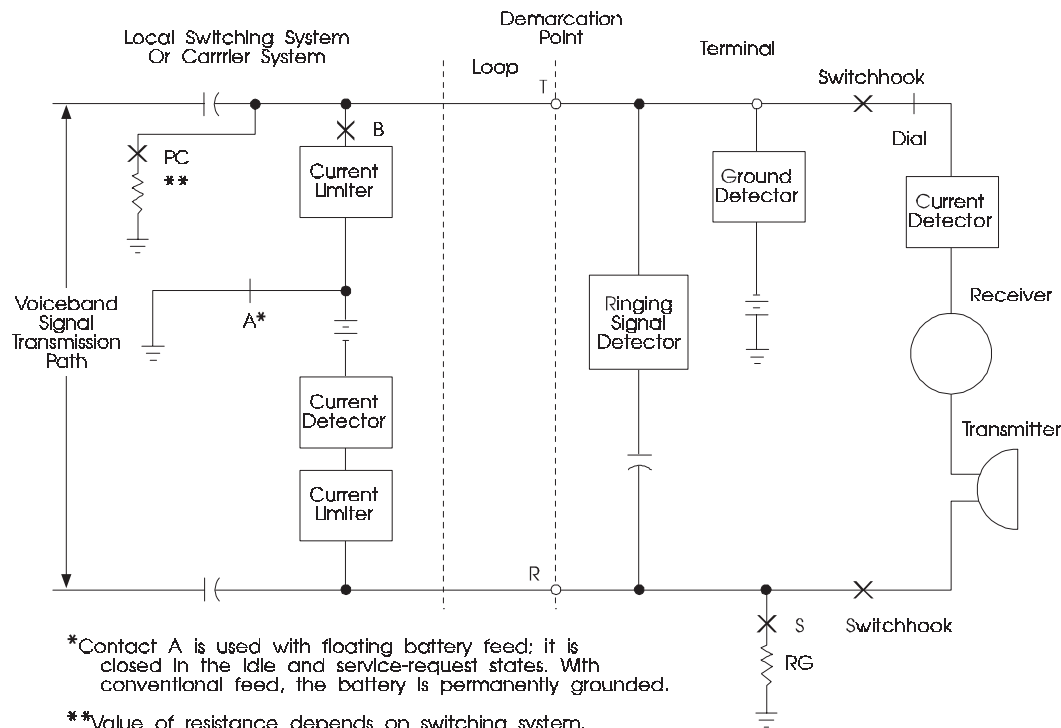 Demarcation
Point
Local Switching System
Or Carrrier System
Loop
Terminal
T
Switchhook
B
Dial
PC
**
Current
Limiter
Ground
Detector
Current
Detector
Voiceband
Signal
Transmission
Path
A*
Ringing
Signal
Detector
Receiver
Current
Detector
Transmitter
Current
Limiter
R
S
Switchhook
RG
*Contact A is used with floating battery feed; it is
closed in the idle and service-request states. With
conventional feed, the battery is permanently grounded.
**Value of resistance depends on switching system.